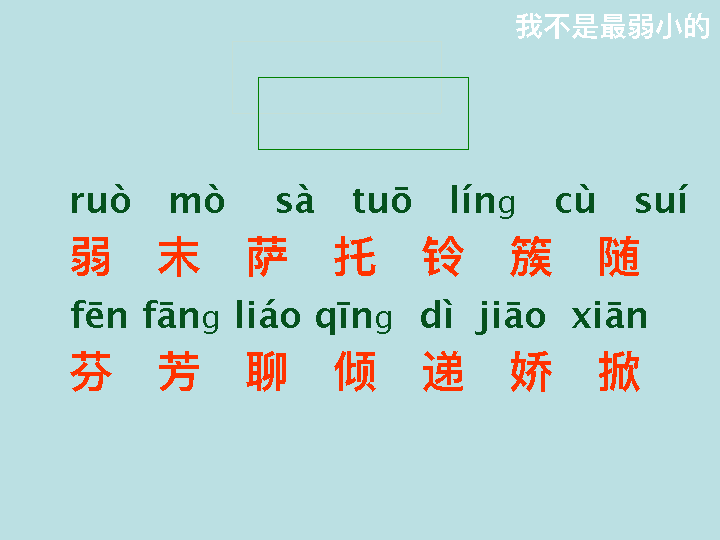 我不是最弱小的
ruò mò sà tuō líng cù suí
弱 末 萨 托 铃 簇 随
fēn fāng liáo qīng dì jiāo xiān
芬 芳 聊 倾 递 娇 掀